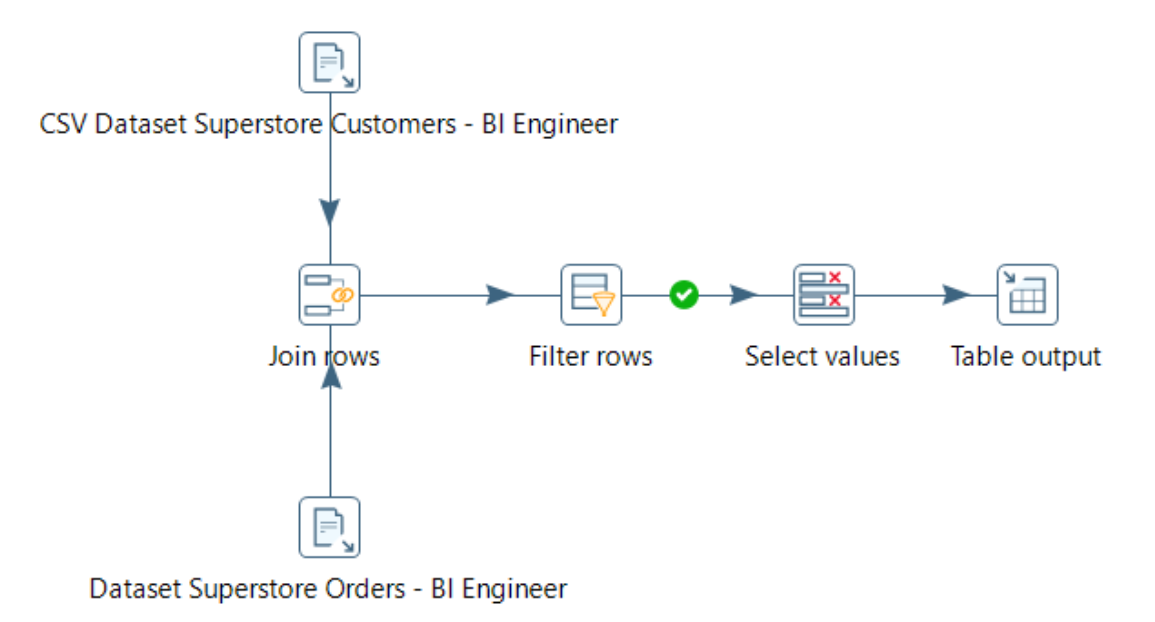 CSV Dataset Superstore Customers - BI Engineer
Join rows
Filter rows
Select values
Table output
Dataset Superstore Orders - BI Engineer